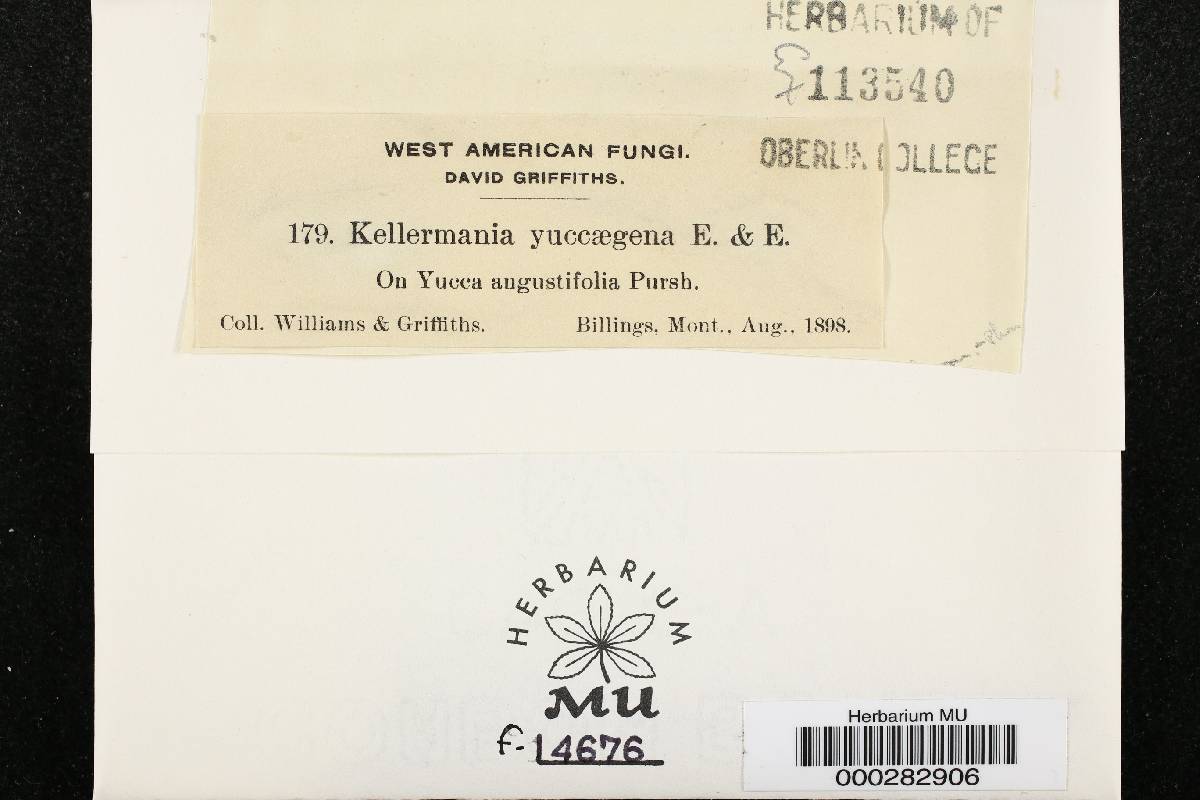 HERBARIUM OF
113540
OBERLIN COLLEGE
WEST AMERICAN FUNGI.
DAVID GRIFFITHS.
179. Kellermania yuccægena E. & E.
On Yucca angustifolia Pursh.
Coll. Williams & Griffiths. Billings, Mont., Aug., 1898.
HERBARIUM
MU
f-14676
Herbarium MU
000282906